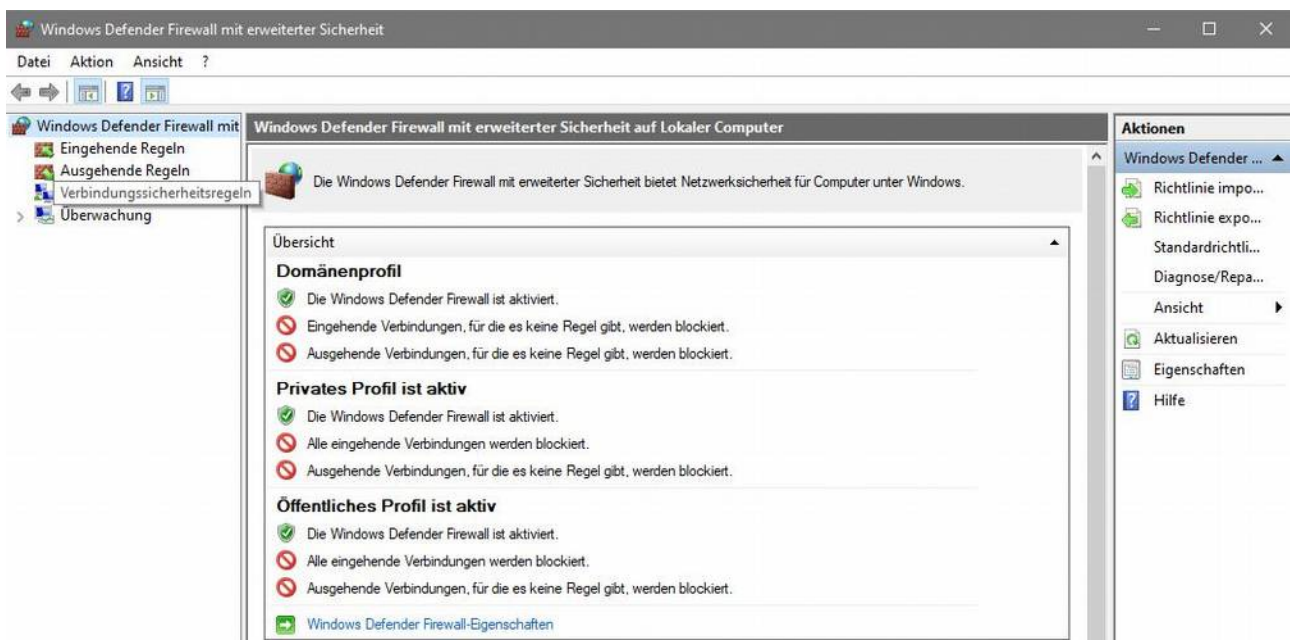 Windows Defender Firewall mit erweiterter Sicherheit
Datei Aktion Ansicht ?
Windows Defender Firewall mit
Eingehende Regeln
Ausgehende Regeln
Verbindungssicherheitsregeln
Überwachung
Windows Defender Firewall mit erweiterter Sicherheit auf Lokaler Computer
Die Windows Defender Firewall mit erweiterter Sicherheit bietet Netzwerksicherheit für Computer unter Windows.
Übersicht
Domänenprofil
Die Windows Defender Firewall ist aktiviert.
Eingehende Verbindungen, für die es keine Regel gibt, werden blockiert.
Ausgehende Verbindungen, für die es keine Regel gibt, werden blockiert.
Privates Profil ist aktiv
Die Windows Defender Firewall ist aktiviert.
Alle eingehende Verbindungen werden blockiert.
Ausgehende Verbindungen, für die es keine Regel gibt, werden blockiert.
Öffentliches Profil ist aktiv
Die Windows Defender Firewall ist aktiviert.
Alle eingehende Verbindungen werden blockiert.
Ausgehende Verbindungen, für die es keine Regel gibt, werden blockiert.
Windows Defender Firewall-Eigenschaften
Aktionen
Windows Defender ...
Richtlinie impo...
Richtlinie expo...
Standardrichtli...
Diagnose/Repa...
Ansicht
Aktualisieren
Eigenschaften
Hilfe